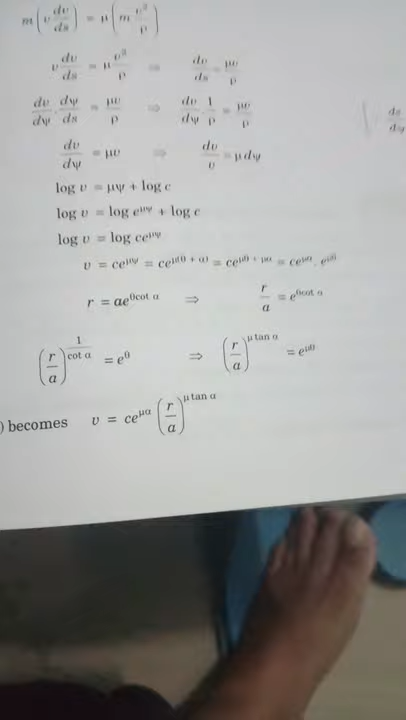 m(v dv/ds) = μ(m v²/ρ)
v dv/ds = μ v²/ρ ⇒ dv/ds = μv/ρ
dv/dψ · dψ/ds = μv/ρ ⇒ dv/dψ · 1/ρ = μv/ρ
ds/dψ
dv/dψ = μv ⇒ dv/v = μ dψ
log v = μψ + log c
log v = log e^{μψ} + log c
log v = log ce^{μψ}
v = ce^{μψ} = ce^{μ(θ + α)} = ce^{μθ + μα} = ce^{μα} . e^{μθ}
r = ae^{θcot α} ⇒ r/a = e^{θcot α}
(r/a)^{1/cot α} = e^{θ} ⇒ (r/a)^{μ tan α} = e^{μθ}
) becomes v = ce^{μα} (r/a)^{μ tan α}